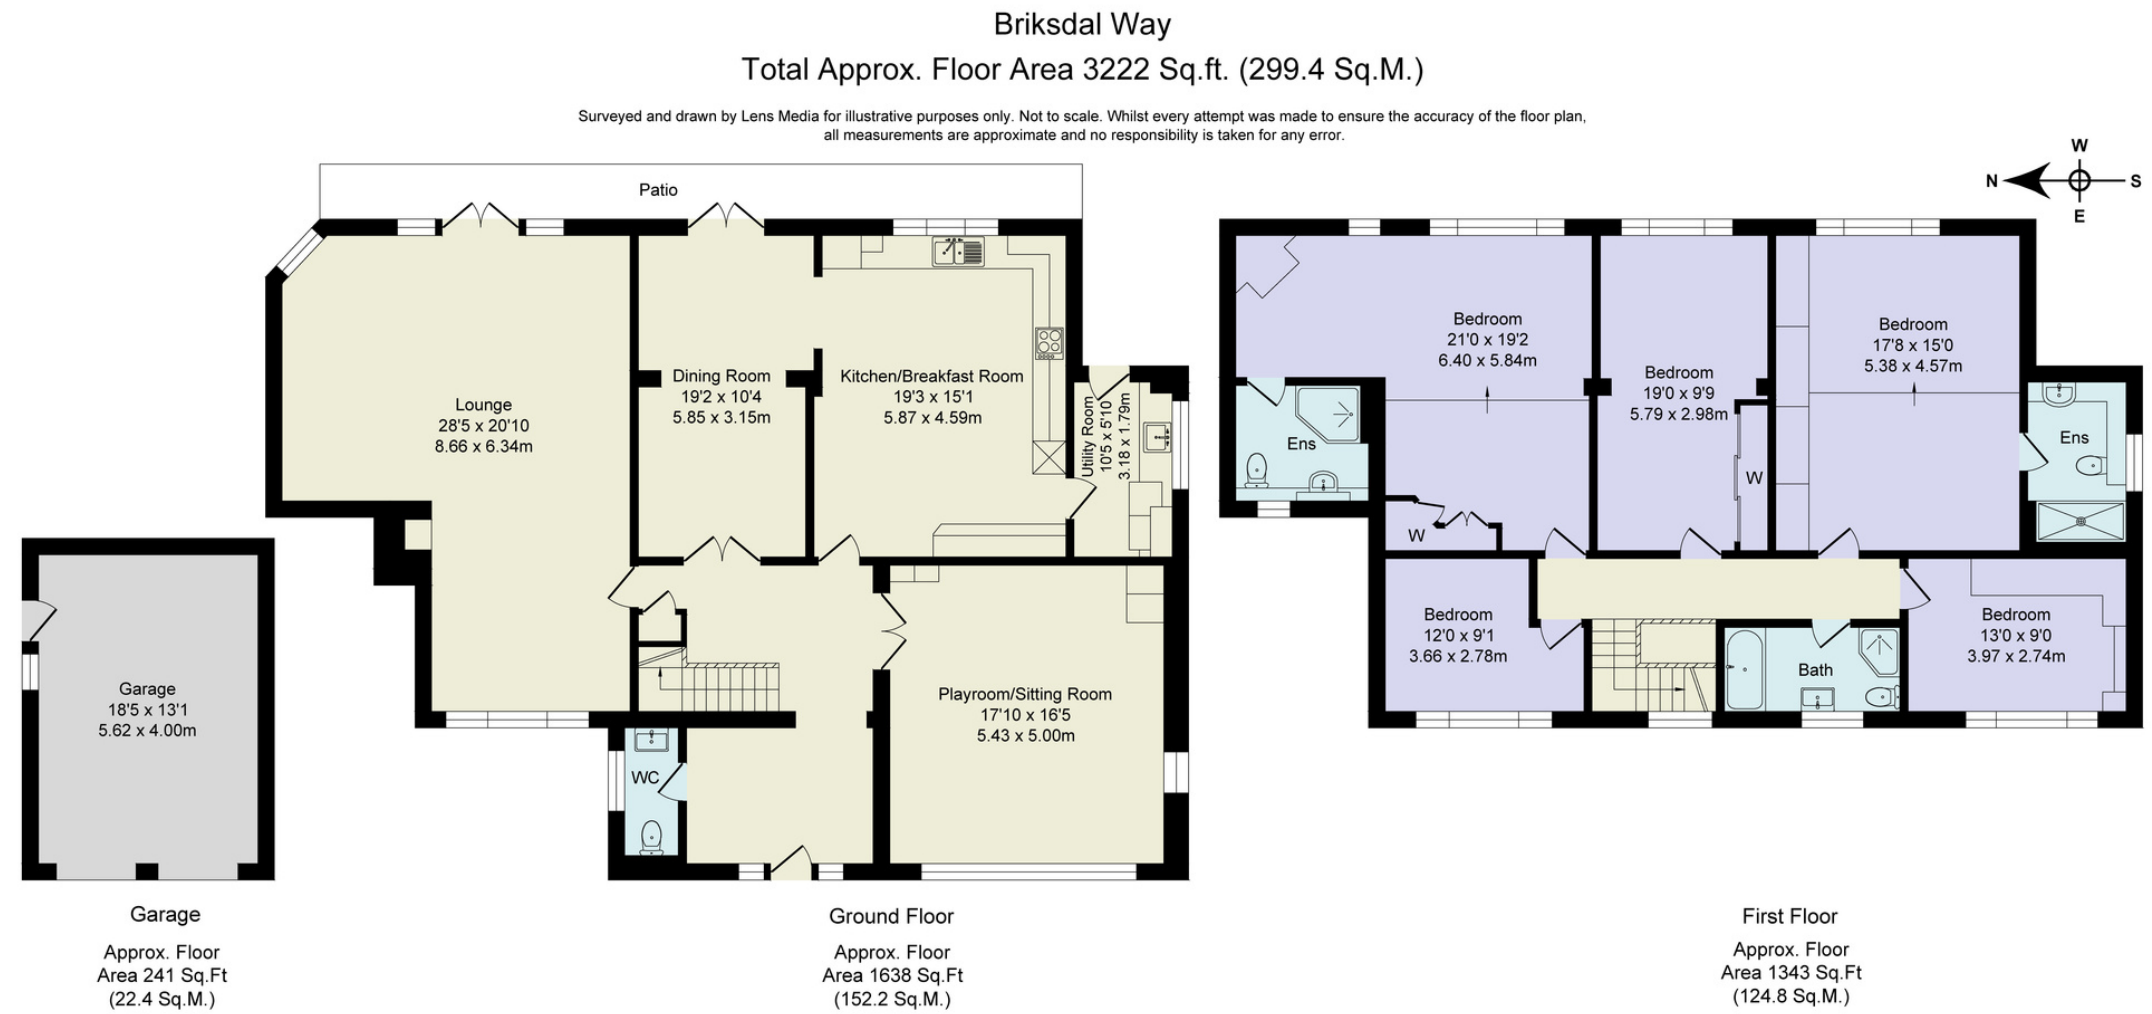 Briksdal Way
Total Approx. Floor Area 3222 Sq.ft. (299.4 Sq.M.)
Surveyed and drawn by Lens Media for illustrative purposes only. Not to scale. Whilst every attempt was made to ensure the accuracy of the floor plan,
all measurements are approximate and no responsibility is taken for any error.
W
N
S
E
Patio
Lounge
28'5 x 20'10
8.66 x 6.34m
Dining Room
19'2 x 10'4
5.85 x 3.15m
Kitchen/Breakfast Room
19'3 x 15'1
5.87 x 4.59m
Utility Room
10'5 x 5'10
3.18 x 1.79m
Playroom/Sitting Room
17'10 x 16'5
5.43 x 5.00m
WC
Garage
18'5 x 13'1
5.62 x 4.00m
Bedroom
21'0 x 19'2
6.40 x 5.84m
Bedroom
19'0 x 9'9
5.79 x 2.98m
Bedroom
17'8 x 15'0
5.38 x 4.57m
Ens
Ens
W
W
Bedroom
12'0 x 9'1
3.66 x 2.78m
Bath
Bedroom
13'0 x 9'0
3.97 x 2.74m
Garage
Approx. Floor
Area 241 Sq.Ft
(22.4 Sq.M.)
Ground Floor
Approx. Floor
Area 1638 Sq.Ft
(152.2 Sq.M.)
First Floor
Approx. Floor
Area 1343 Sq.Ft
(124.8 Sq.M.)